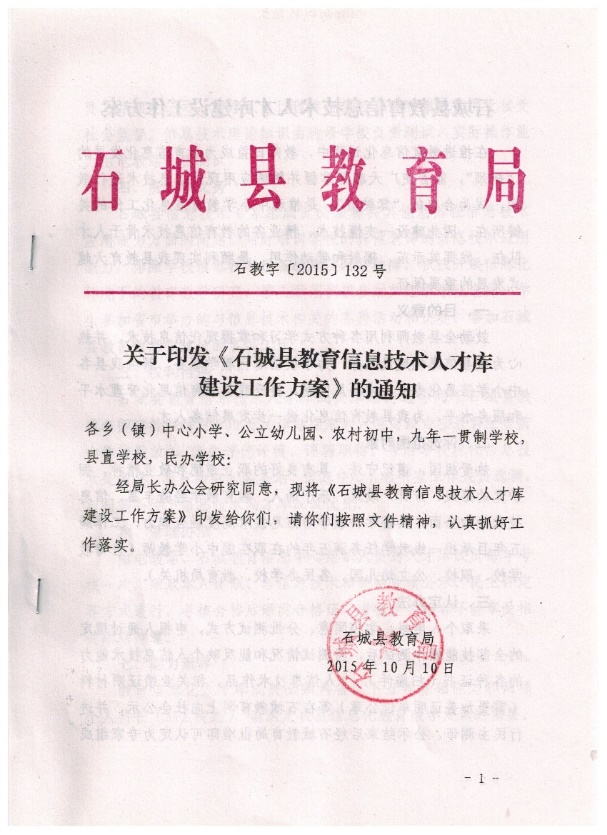 石城县教育局
石教字〔2015〕132号
关于印发《石城县教育信息技术人才库
建设工作方案》的通知
各乡（镇）中心小学、公立幼儿园、农村初中，九年一贯制学校，
县直学校，民办学校：
经局长办公会研究同意，现将《石城县教育信息技术人才库
建设工作方案》印发给你们，请你们按照文件精神，认真抓好工
作落实。
石城县教育局
石城县教育局
2015年10月10日
- 1 -